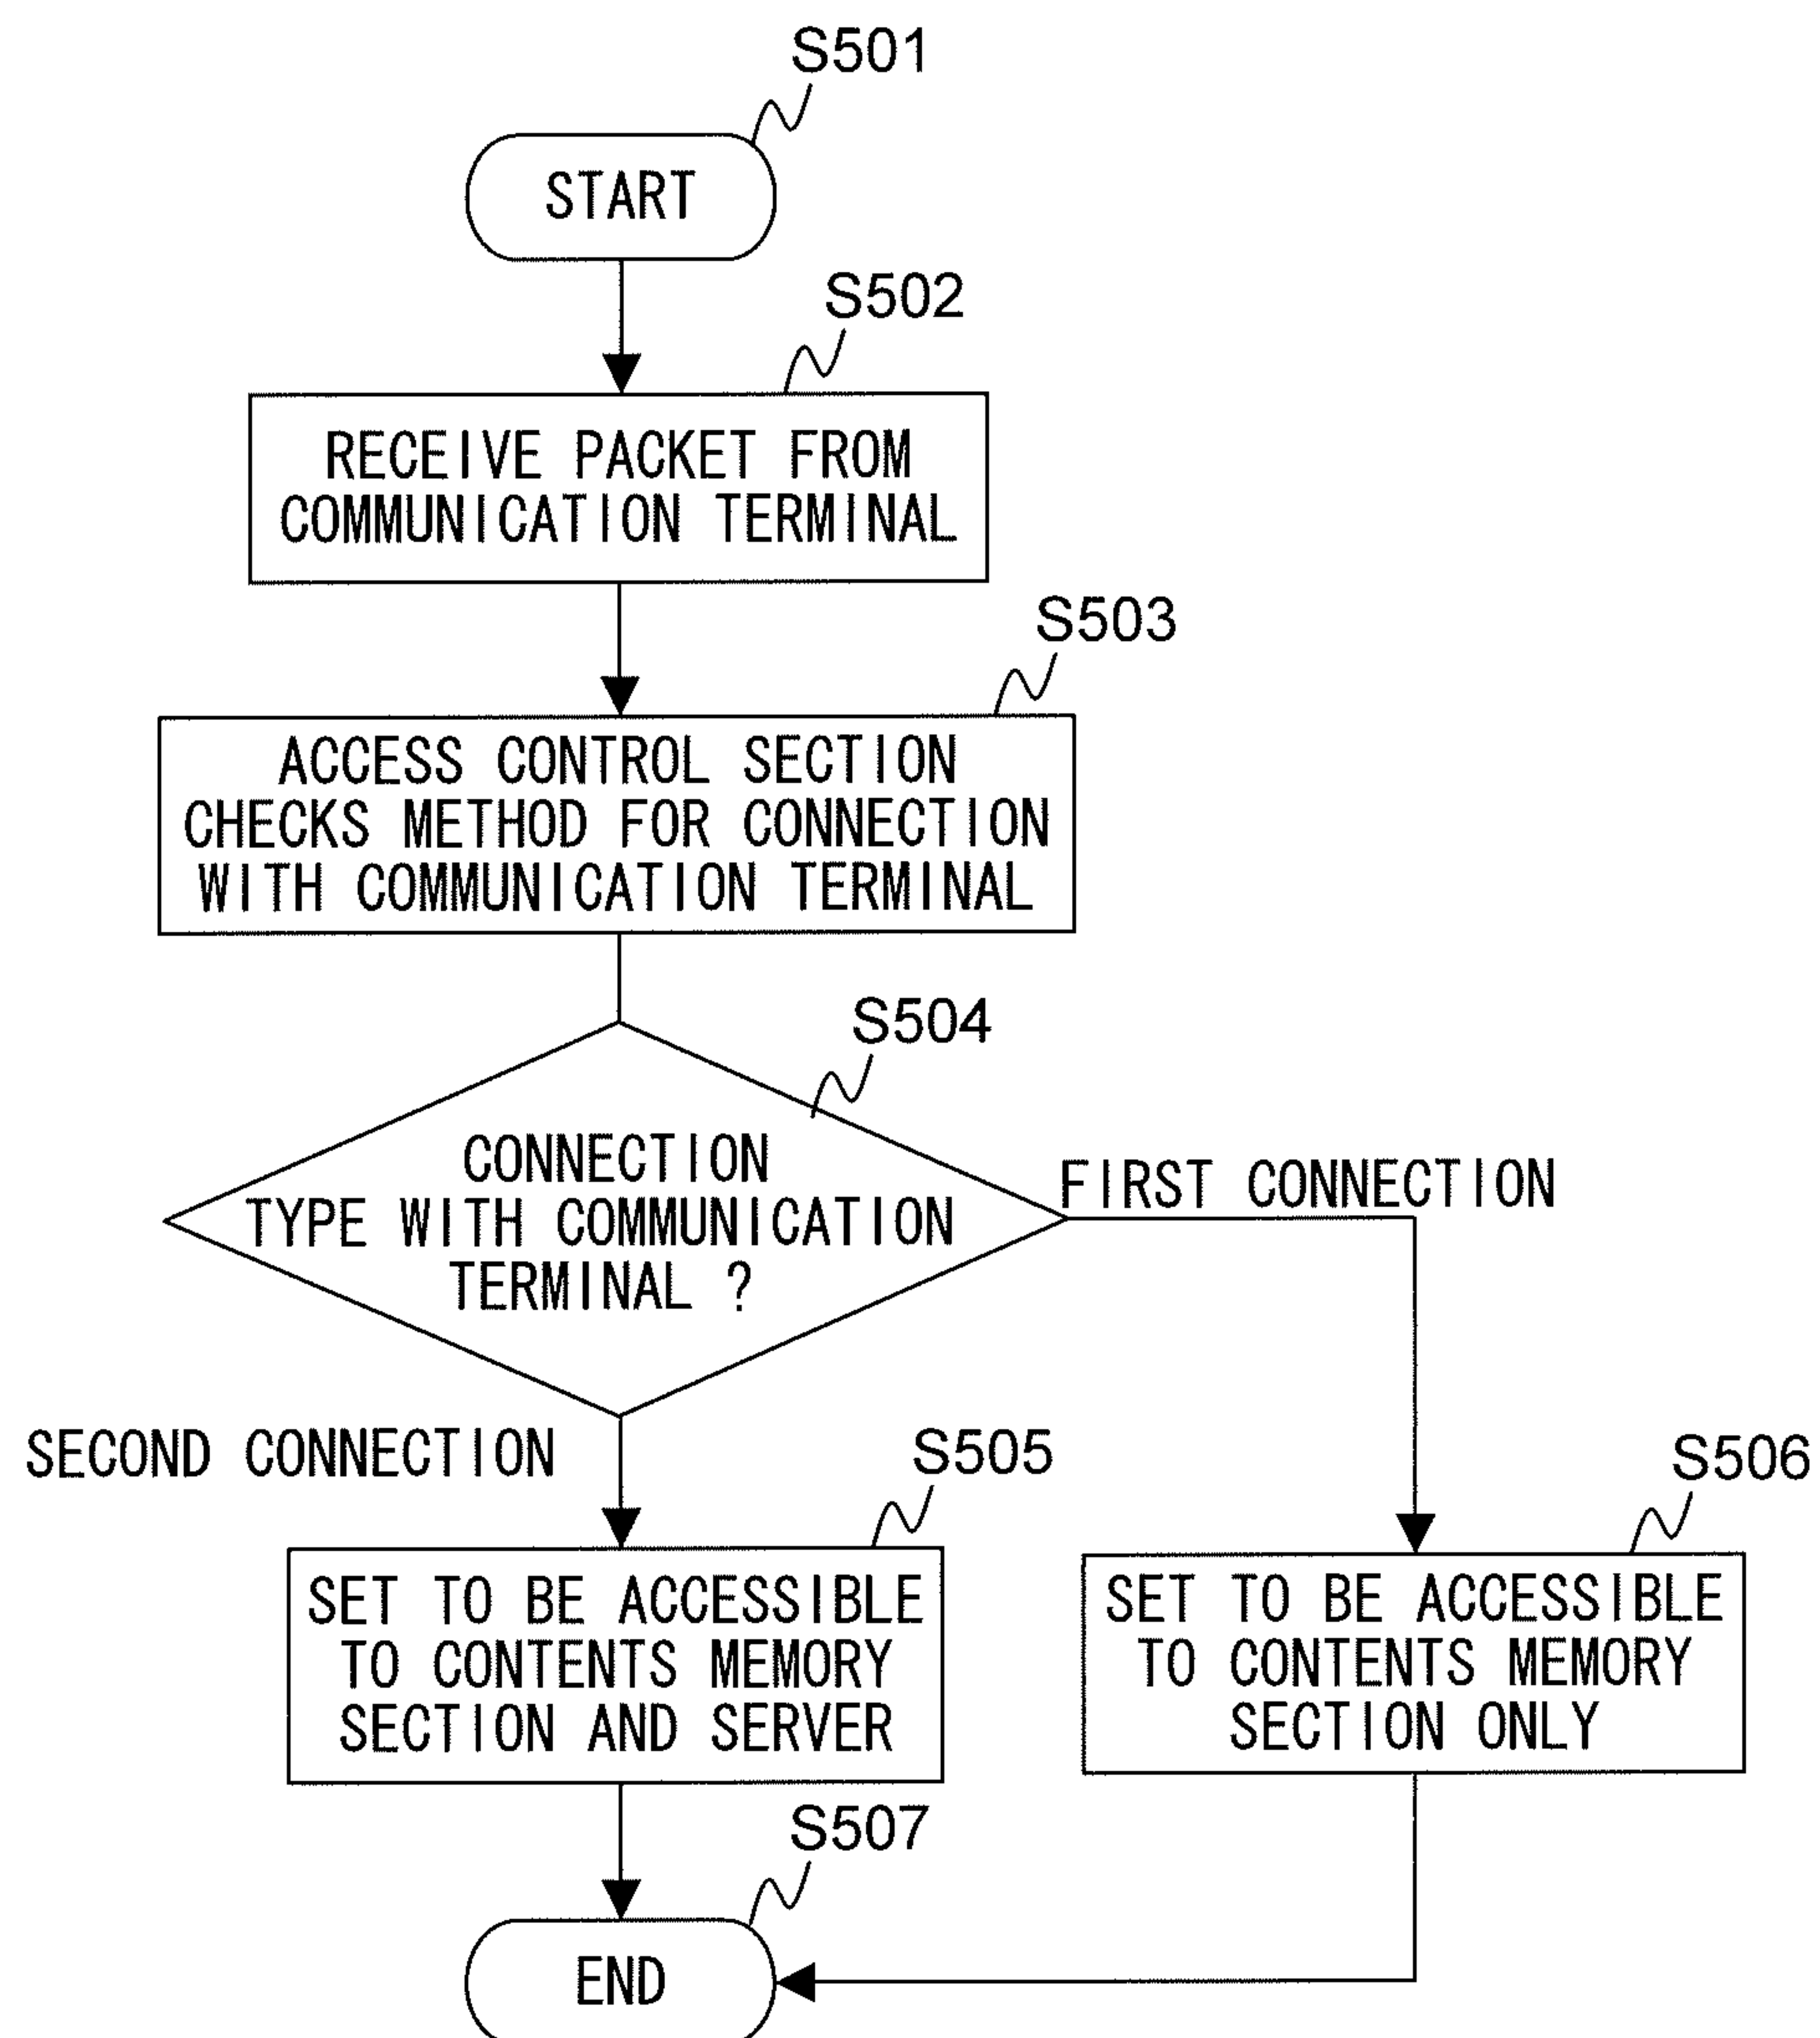 S501
START
S502
RECEIVE PACKET FROM
COMMUNICATION TERMINAL
S503
ACCESS CONTROL SECTION
CHECKS METHOD FOR CONNECTION
WITH COMMUNICATION TERMINAL
S504
CONNECTION
TYPE WITH COMMUNICATION
TERMINAL ?
FIRST CONNECTION
SECOND CONNECTION
S505
SET TO BE ACCESSIBLE
TO CONTENTS MEMORY
SECTION AND SERVER
S506
SET TO BE ACCESSIBLE
TO CONTENTS MEMORY
SECTION ONLY
S507
END